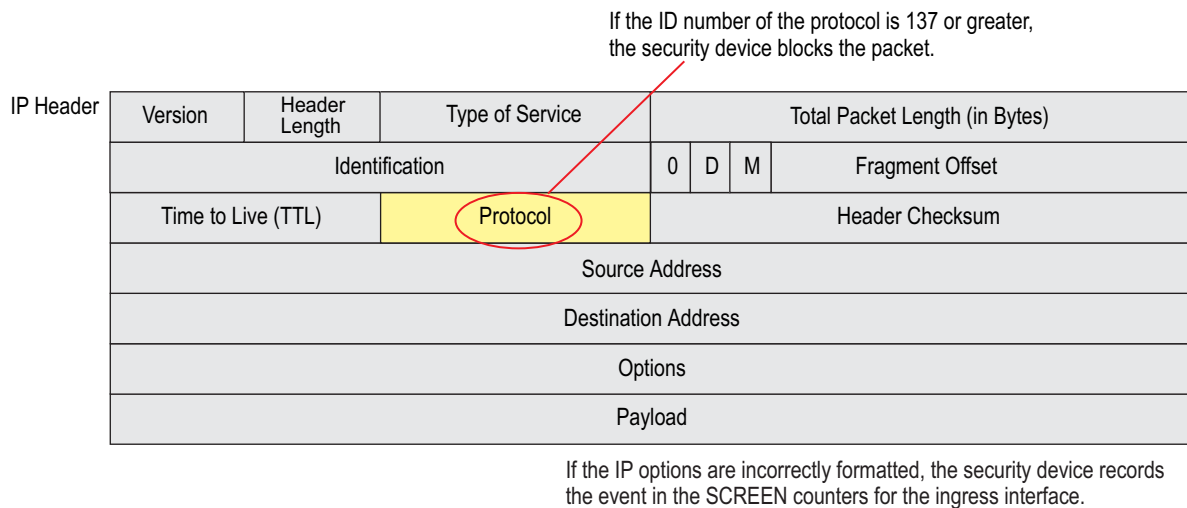 If the ID number of the protocol is 137 or greater,
the security device blocks the packet.
IP Header
Version
Header
Length
Type of Service
Total Packet Length (in Bytes)
Identification
0
D
M
Fragment Offset
Time to Live (TTL)
Protocol
Header Checksum
Source Address
Destination Address
Options
Payload
If the IP options are incorrectly formatted, the security device records
the event in the SCREEN counters for the ingress interface.